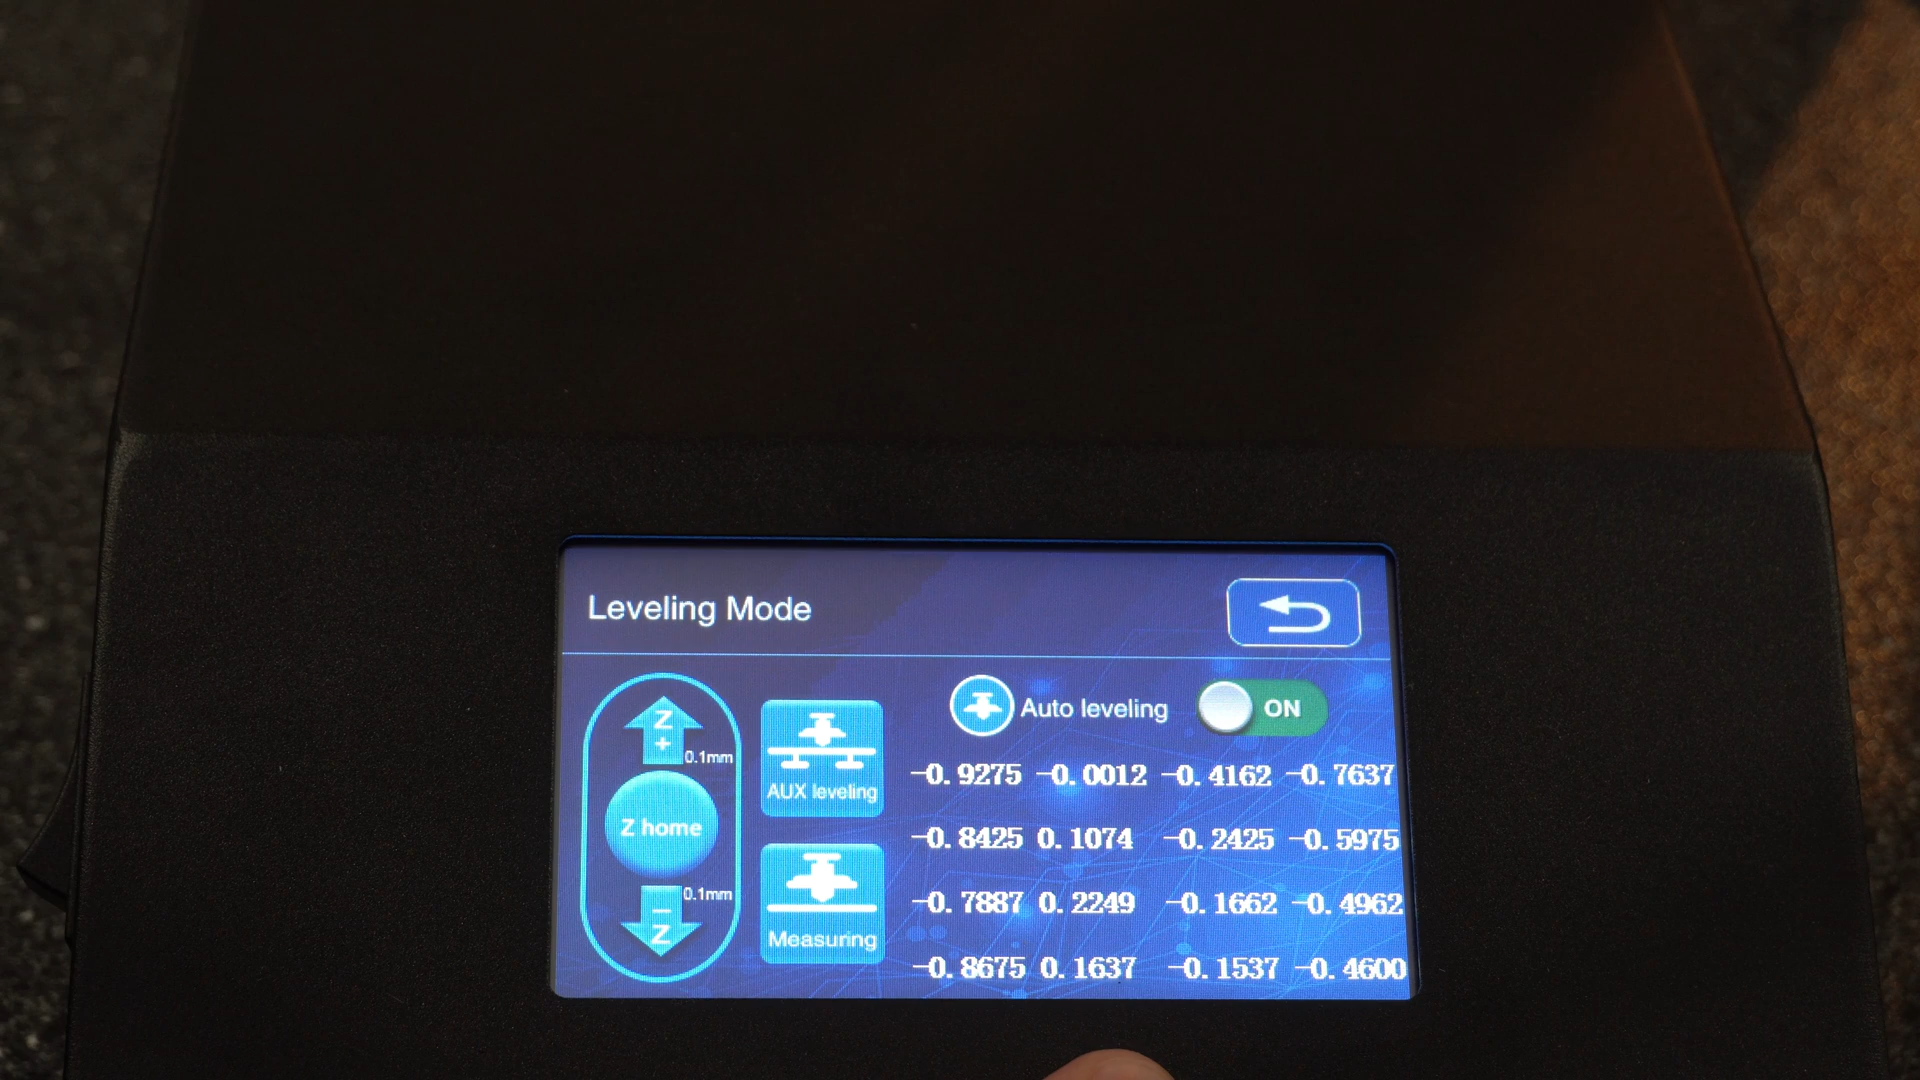 Leveling Mode
Z
+
0.1mm
Z home
0.1mm
–
Z
AUX leveling
Measuring
Auto leveling ON
-0.9275 -0.0012 -0.4162 -0.7637
-0.8425 0.1074 -0.2425 -0.5975
-0.7887 0.2249 -0.1662 -0.4962
-0.8675 0.1637 -0.1537 -0.4600